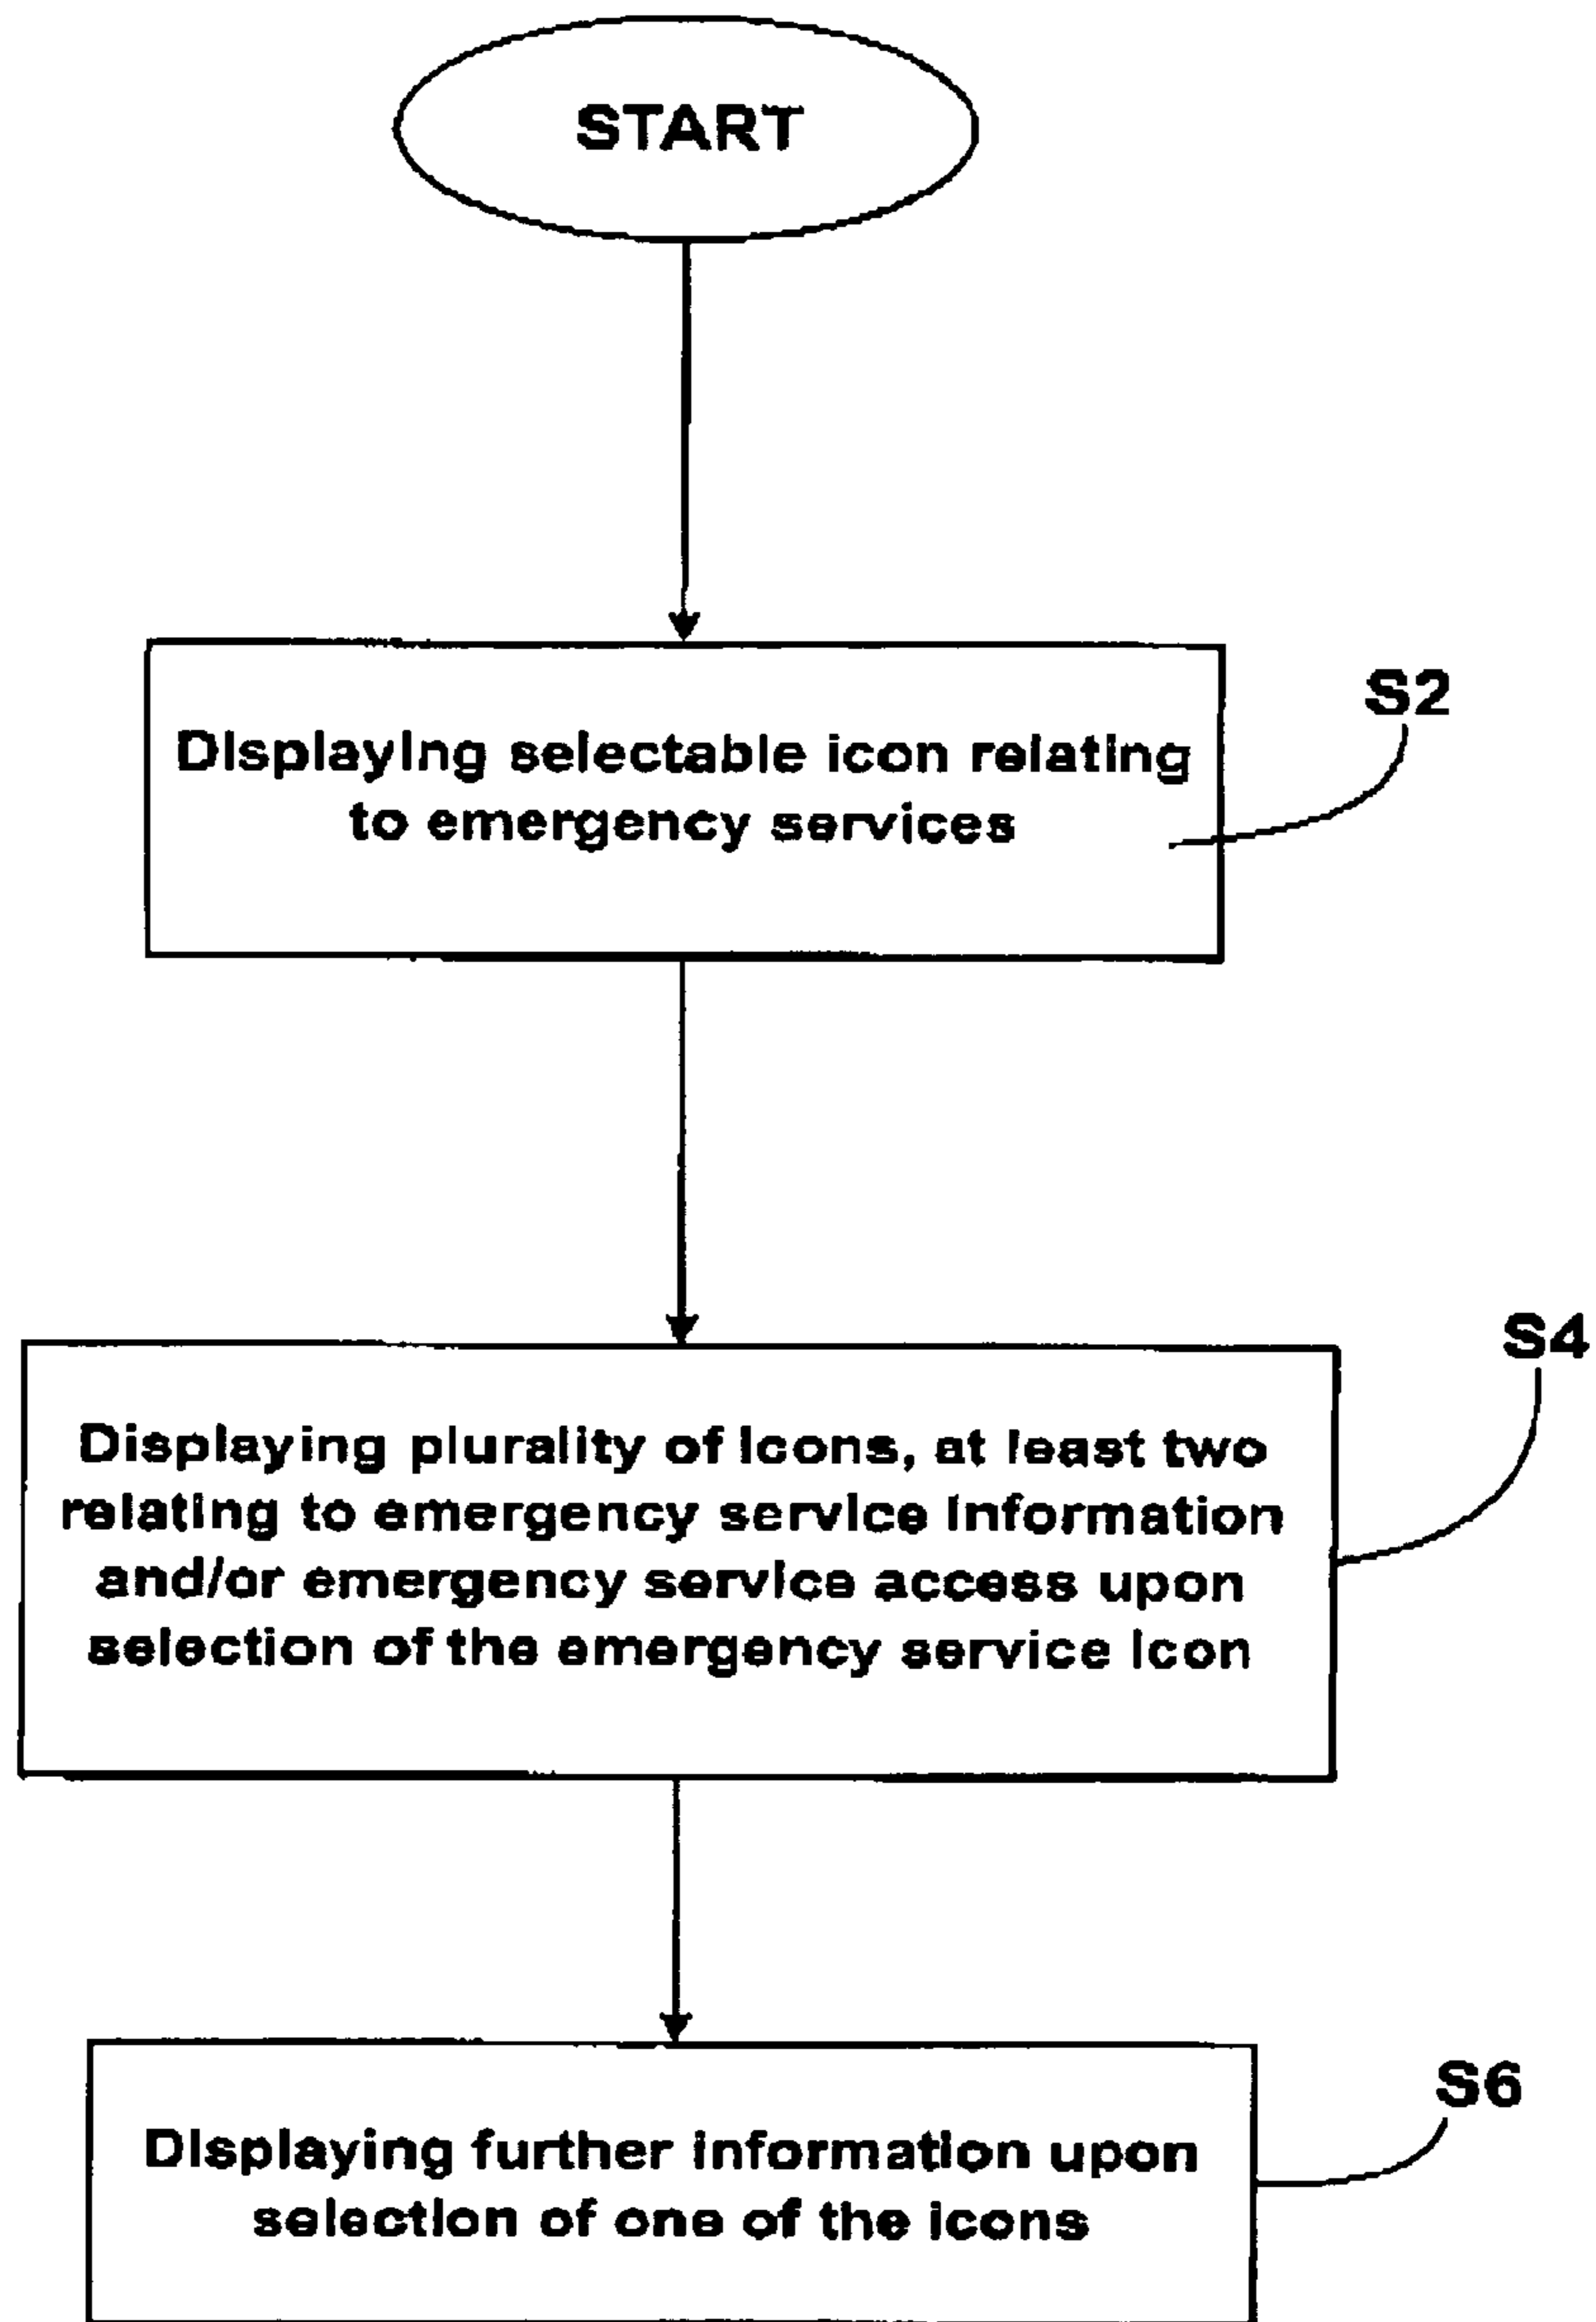 START
S2
Displaying selectable icon relating
to emergency services
S4
Displaying plurality of Icons, at least two
relating to emergency service Information
and/or emergency service access upon
selection of the emergency service Icon
S6
Displaying further information upon
selection of one of the icons